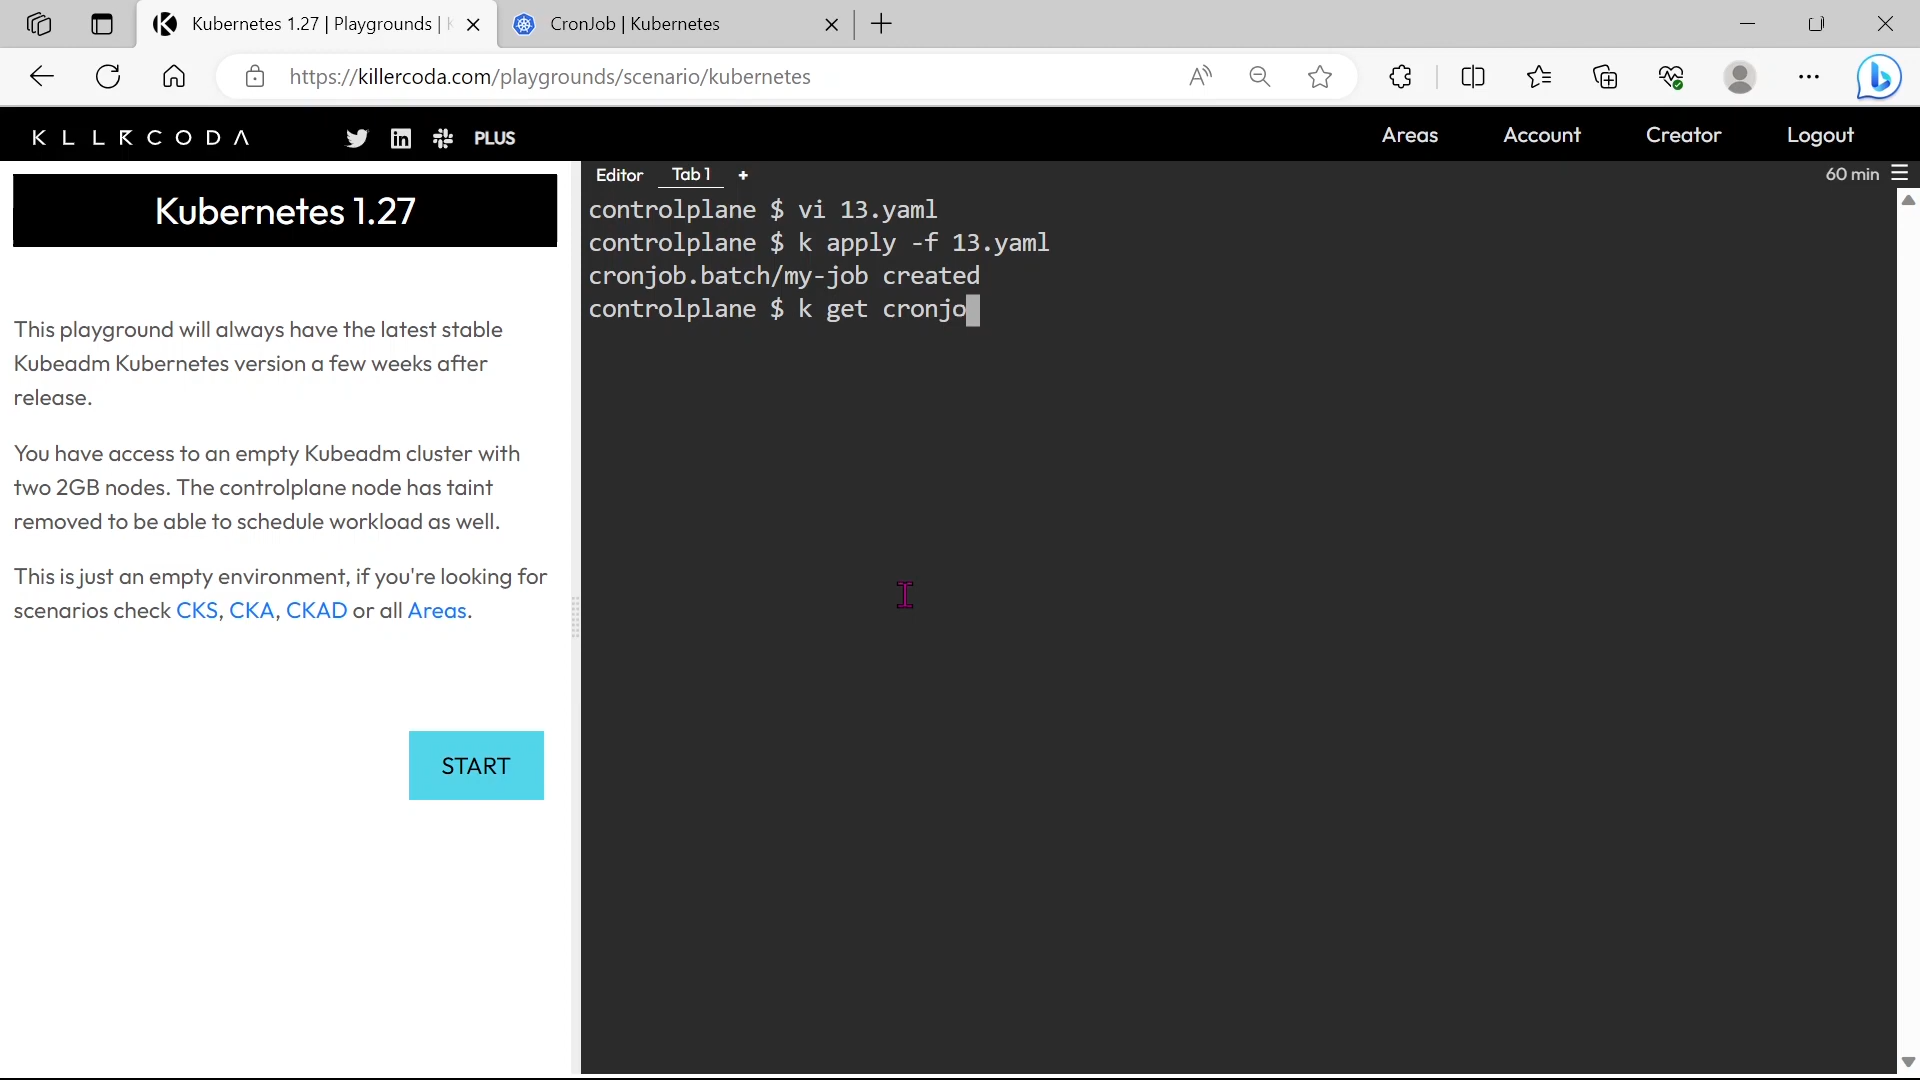 Kubernetes 1.27 | Playgrounds |
CronJob | Kubernetes
https://killercoda.com/playgrounds/scenario/kubernetes
KLLRCODA
PLUS
Areas
Account
Creator
Logout
Kubernetes 1.27
This playground will always have the latest stable
Kubeadm Kubernetes version a few weeks after
release.
You have access to an empty Kubeadm cluster with
two 2GB nodes. The controlplane node has taint
removed to be able to schedule workload as well.
This is just an empty environment, if you're looking for
scenarios check CKS, CKA, CKAD or all Areas.
START
Editor
Tab 1
+
60 min
controlplane $ vi 13.yaml
controlplane $ k apply -f 13.yaml
cronjob.batch/my-job created
controlplane $ k get cronjo